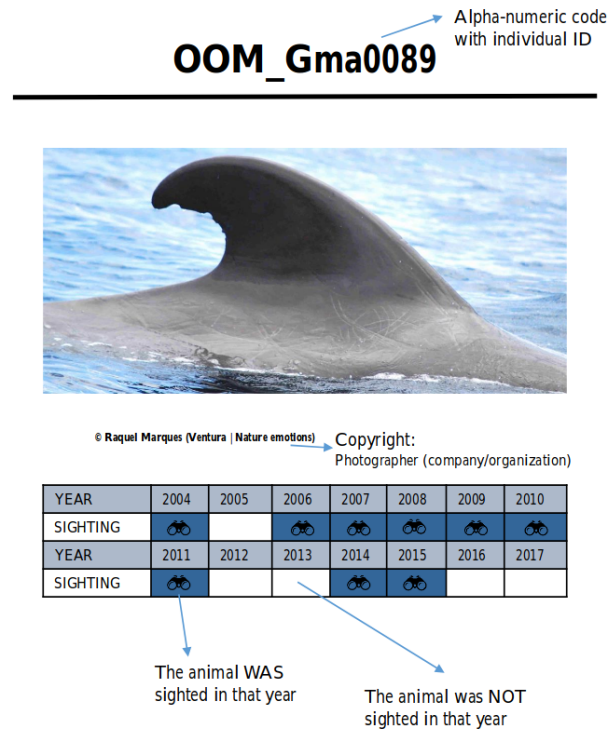 Alpha-numeric code
with individual ID
OOM_Gma0089
© Raquel Marques (Ventura | Nature emotions)
Copyright:
Photographer (company/organization)
YEAR 2004 2005 2006 2007 2008 2009 2010
SIGHTING
YEAR 2011 2012 2013 2014 2015 2016 2017
SIGHTING
The animal WAS
sighted in that year
The animal was NOT
sighted in that year